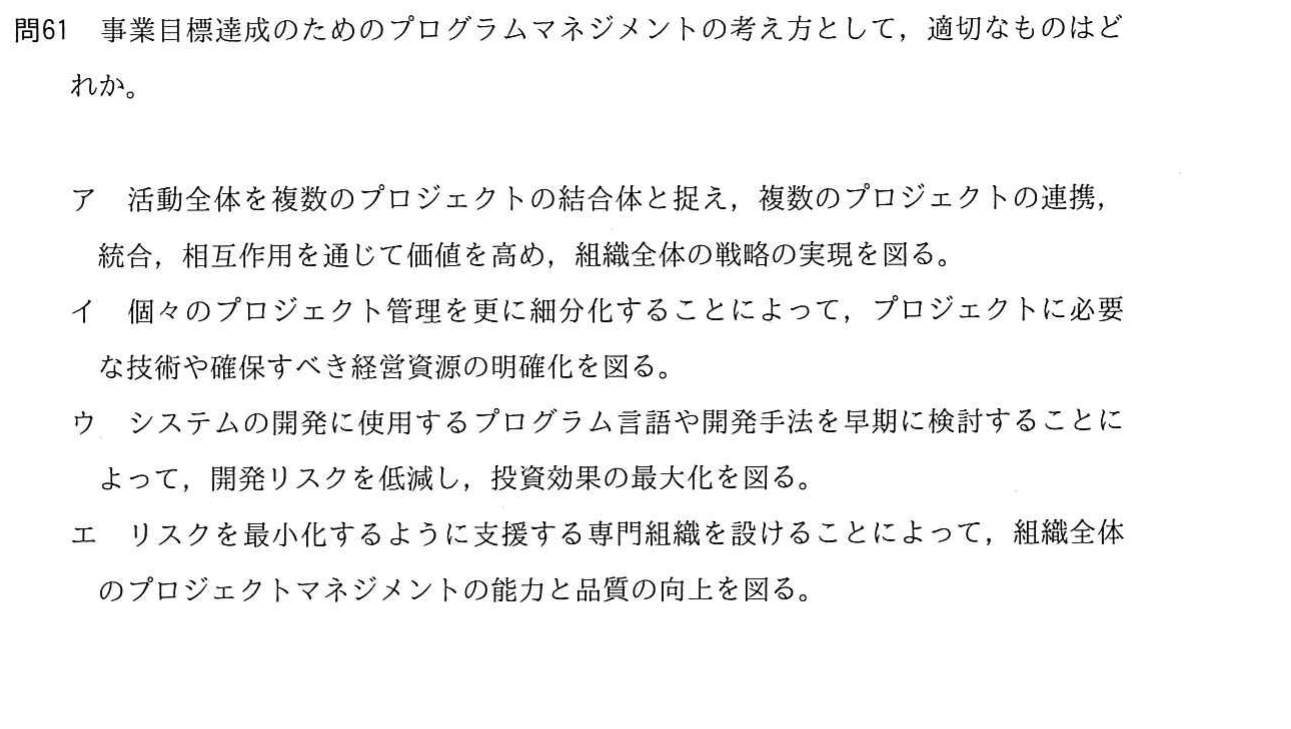 問61 事業目標達成のためのプログラムマネジメントの考え方として，適切なものはど
れか。
ア 活動全体を複数のプロジェクトの結合体と捉え，複数のプロジェクトの連携，
統合，相互作用を通じて価値を高め，組織全体の戦略の実現を図る。
イ 個々のプロジェクト管理を更に細分化することによって，プロジェクトに必要
な技術や確保すべき経営資源の明確化を図る。
ウ システムの開発に使用するプログラム言語や開発手法を早期に検討することに
よって，開発リスクを低減し，投資効果の最大化を図る。
エ リスクを最小化するように支援する専門組織を設けることによって，組織全体
のプロジェクトマネジメントの能力と品質の向上を図る。